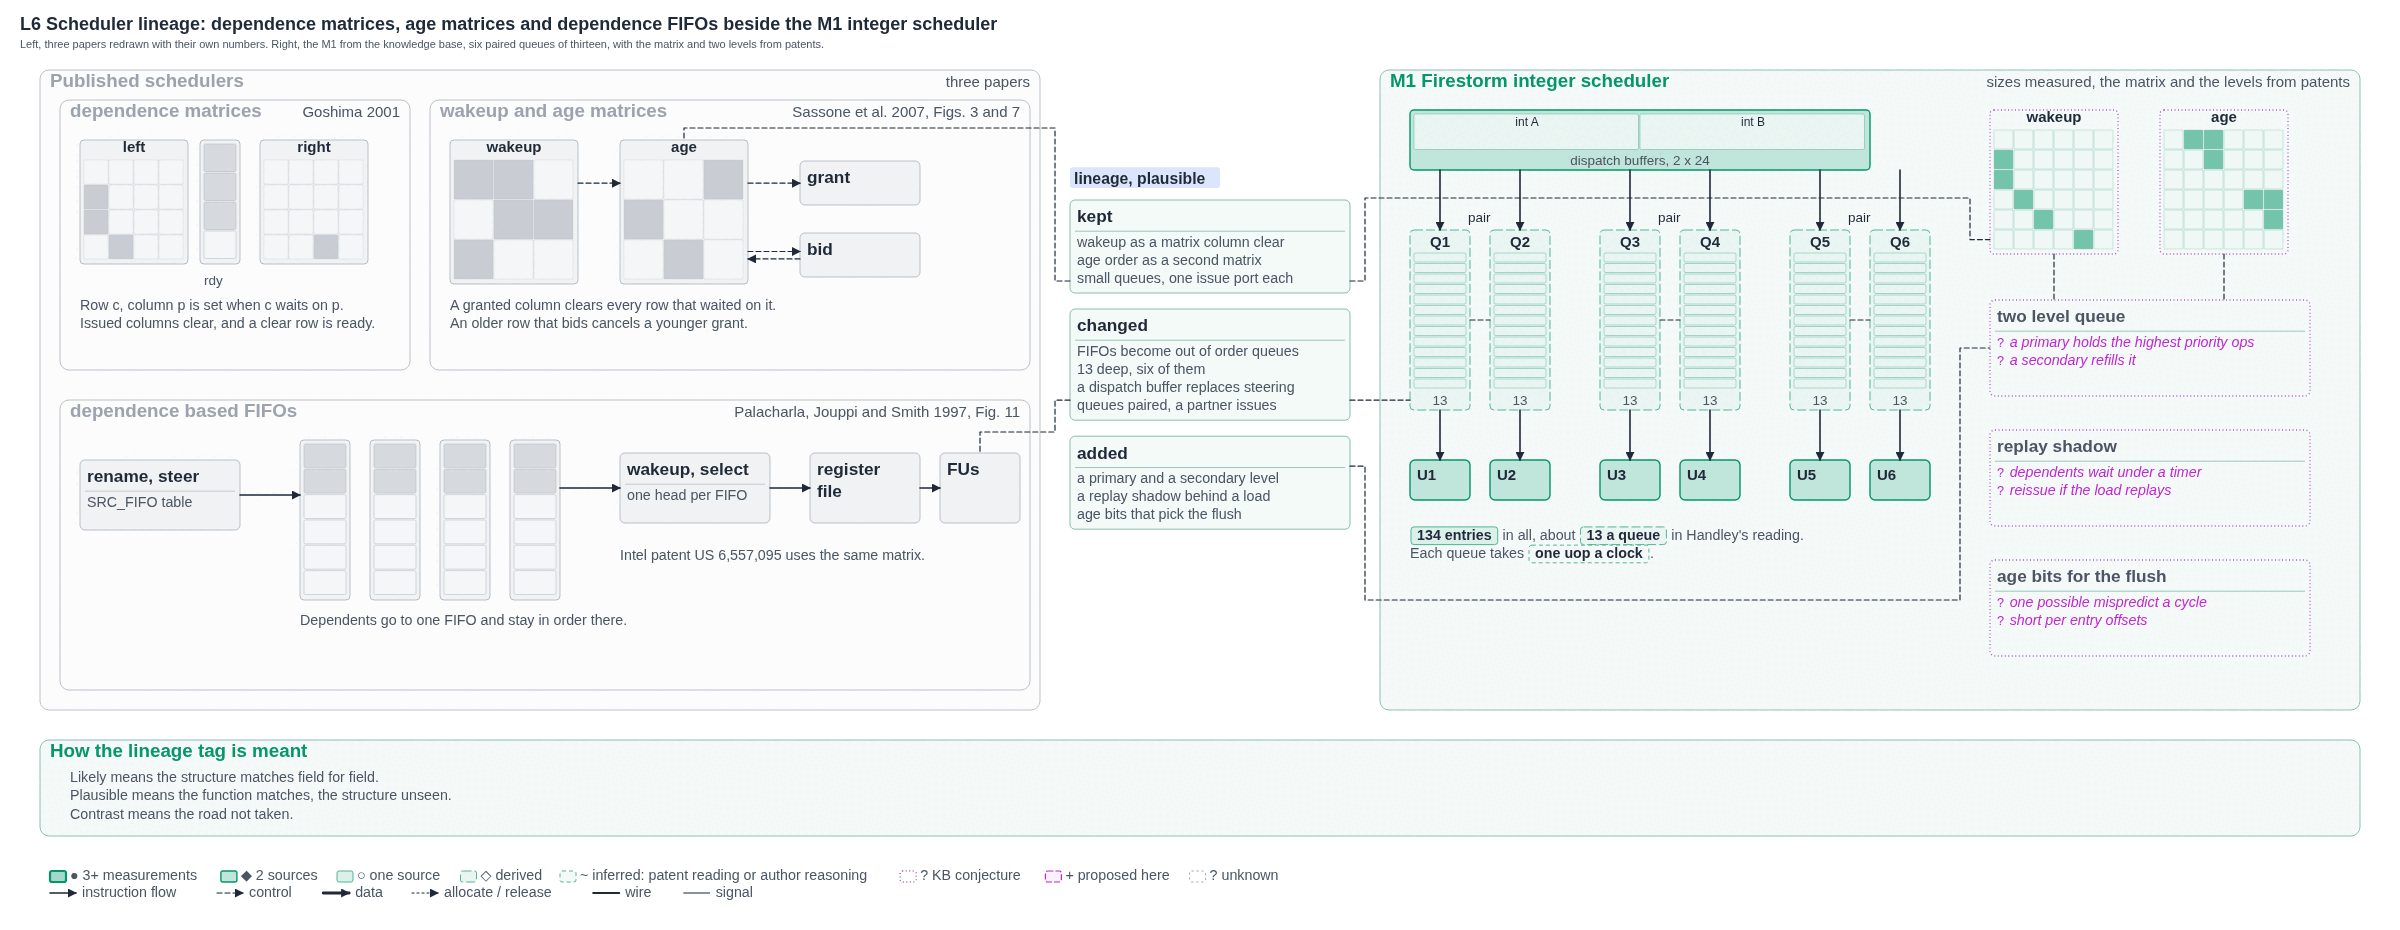 L6 Scheduler lineage: dependence matrices, age matrices and dependence FIFOs beside the M1 integer scheduler
Left, three papers redrawn with their own numbers. Right, the M1 from the knowledge base, six paired queues of thirteen, with the matrix and two levels from patents.
Published schedulers
three papers
dependence matrices
Goshima 2001
left
right
rdy
Row c, column p is set when c waits on p.
Issued columns clear, and a clear row is ready.
wakeup and age matrices
Sassone et al. 2007, Figs. 3 and 7
wakeup
age
grant
bid
A granted column clears every row that waited on it.
An older row that bids cancels a younger grant.
dependence based FIFOs
Palacharla, Jouppi and Smith 1997, Fig. 11
rename, steer
SRC_FIFO table
wakeup, select
one head per FIFO
register
file
FUs
Intel patent US 6,557,095 uses the same matrix.
Dependents go to one FIFO and stay in order there.
lineage, plausible
kept
wakeup as a matrix column clear
age order as a second matrix
small queues, one issue port each
changed
FIFOs become out of order queues
13 deep, six of them
a dispatch buffer replaces steering
queues paired, a partner issues
added
a primary and a secondary level
a replay shadow behind a load
age bits that pick the flush
M1 Firestorm integer scheduler
sizes measured, the matrix and the levels from patents
int A
int B
dispatch buffers, 2 x 24
pair
pair
pair
Q1
Q2
Q3
Q4
Q5
Q6
13
13
13
13
13
13
U1
U2
U3
U4
U5
U6
134 entries in all, about 13 a queue in Handley's reading.
Each queue takes one uop a clock.
wakeup
age
two level queue
? a primary holds the highest priority ops
? a secondary refills it
replay shadow
? dependents wait under a timer
? reissue if the load replays
age bits for the flush
? one possible mispredict a cycle
? short per entry offsets
How the lineage tag is meant
Likely means the structure matches field for field.
Plausible means the function matches, the structure unseen.
Contrast means the road not taken.
● 3+ measurements ◆ 2 sources ○ one source ◇ derived ~ inferred: patent reading or author reasoning ? KB conjecture + proposed here ? unknown
instruction flow control data allocate / release wire signal